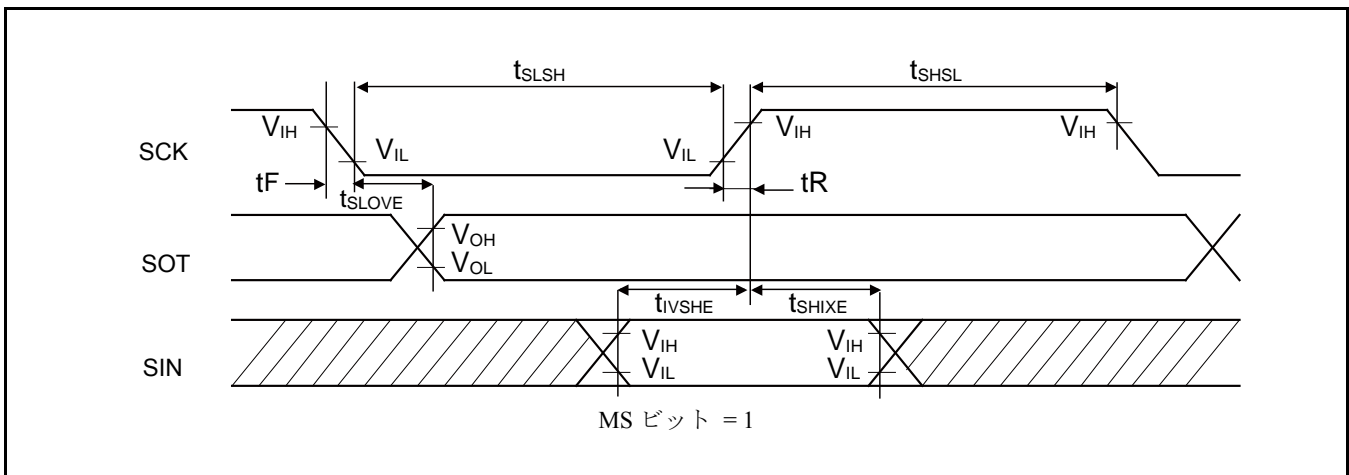 tSLSH
tSHSL
VIH VIH VIH
SCK
VIL VIL
tF tR
tSLOVE
VOH
SOT
VOL
tIVSHE tSHIXE
VIH VIH
SIN
VIL VIL
MS ビット = 1